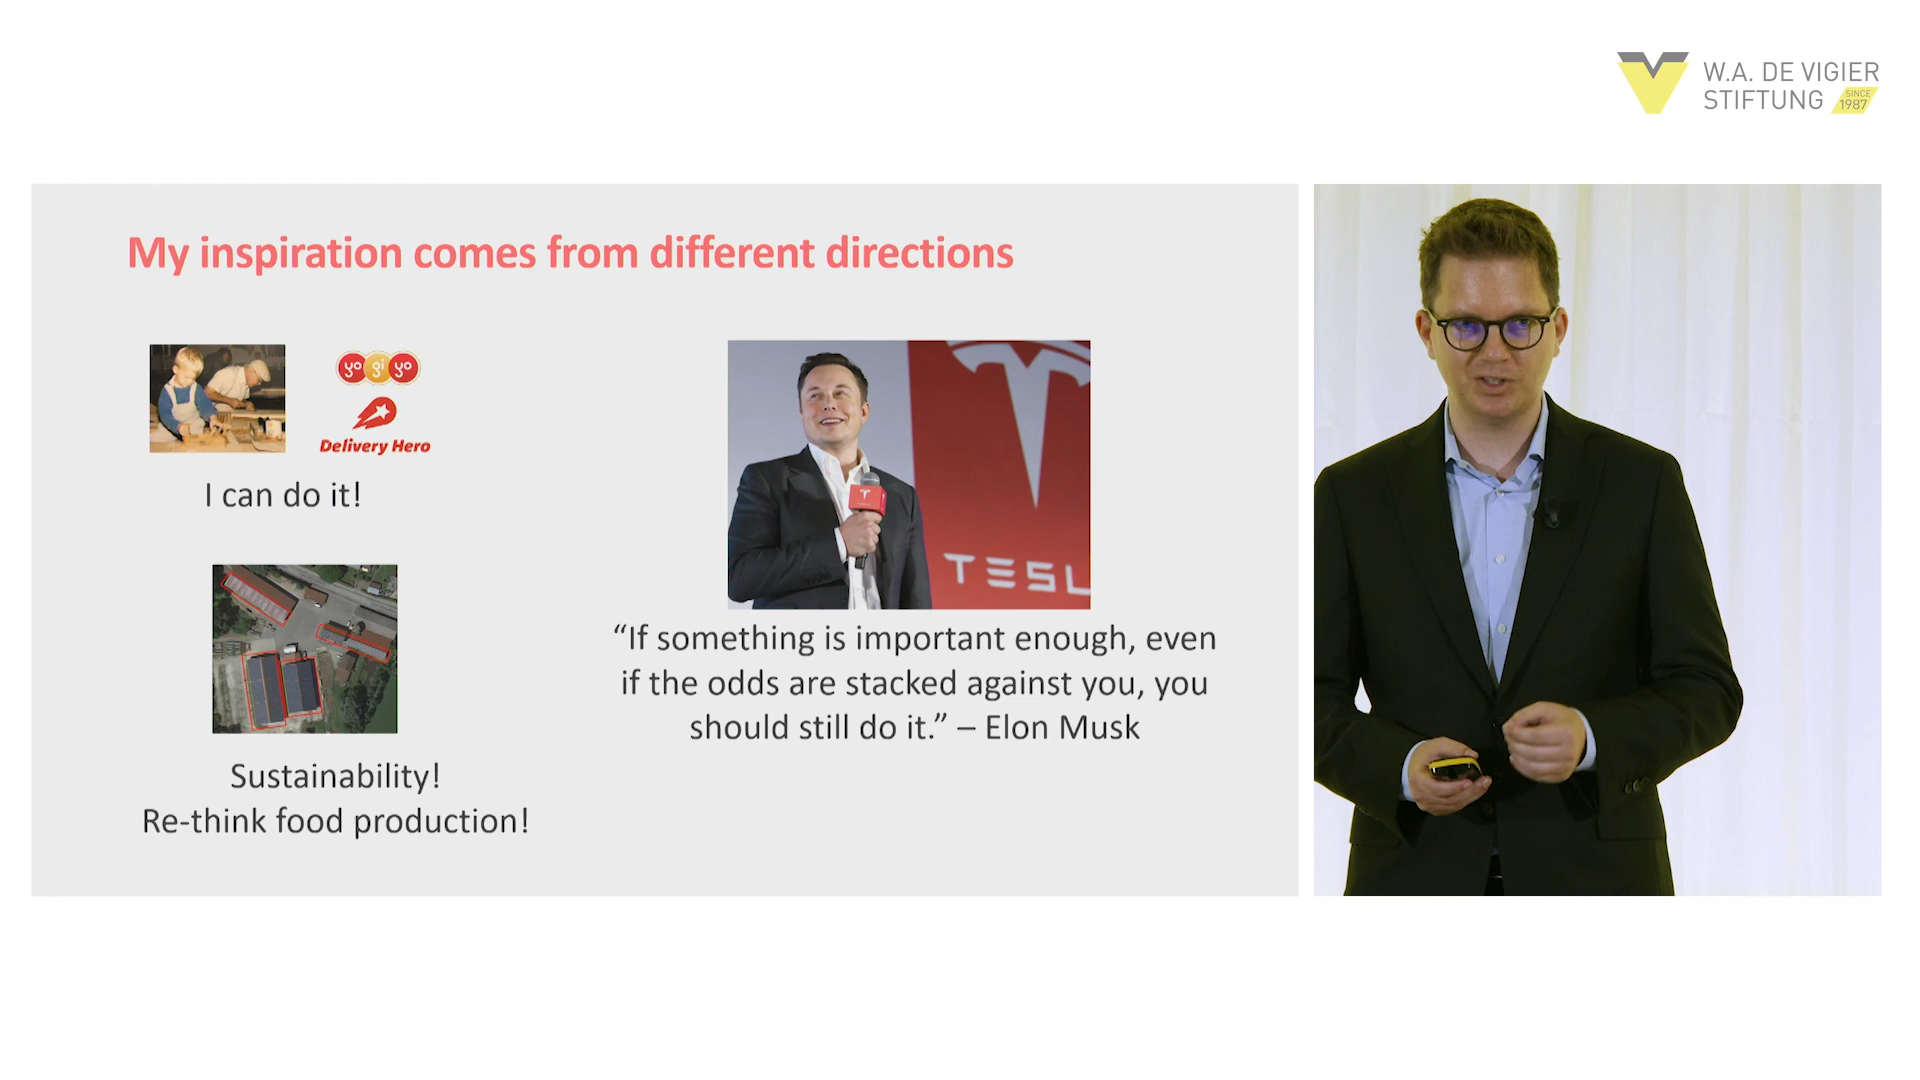 W.A. DE VIGIER
STIFTUNG
SINCE
1987
My inspiration comes from different directions
yo gi yo
Delivery Hero
I can do it!
TESL
“If something is important enough, even
if the odds are stacked against you, you
should still do it.” – Elon Musk
Sustainability!
Re-think food production!